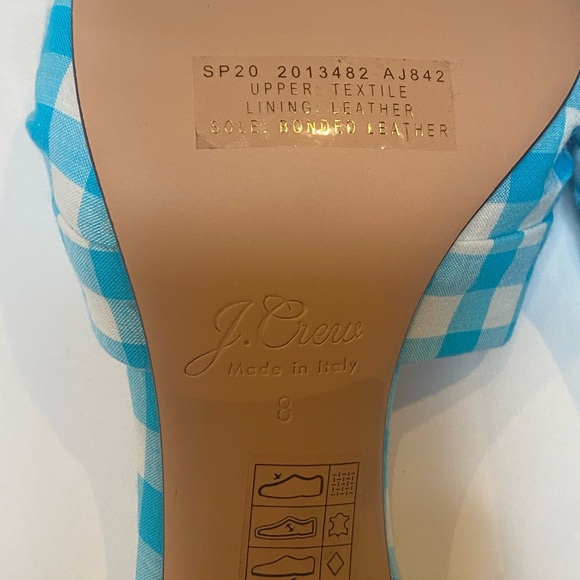 SP20 2013482 AJ842
UPPER: TEXTILE
LINING: LEATHER
SOLE: BONDED LEATHER
J.Crew
Made in Italy
8